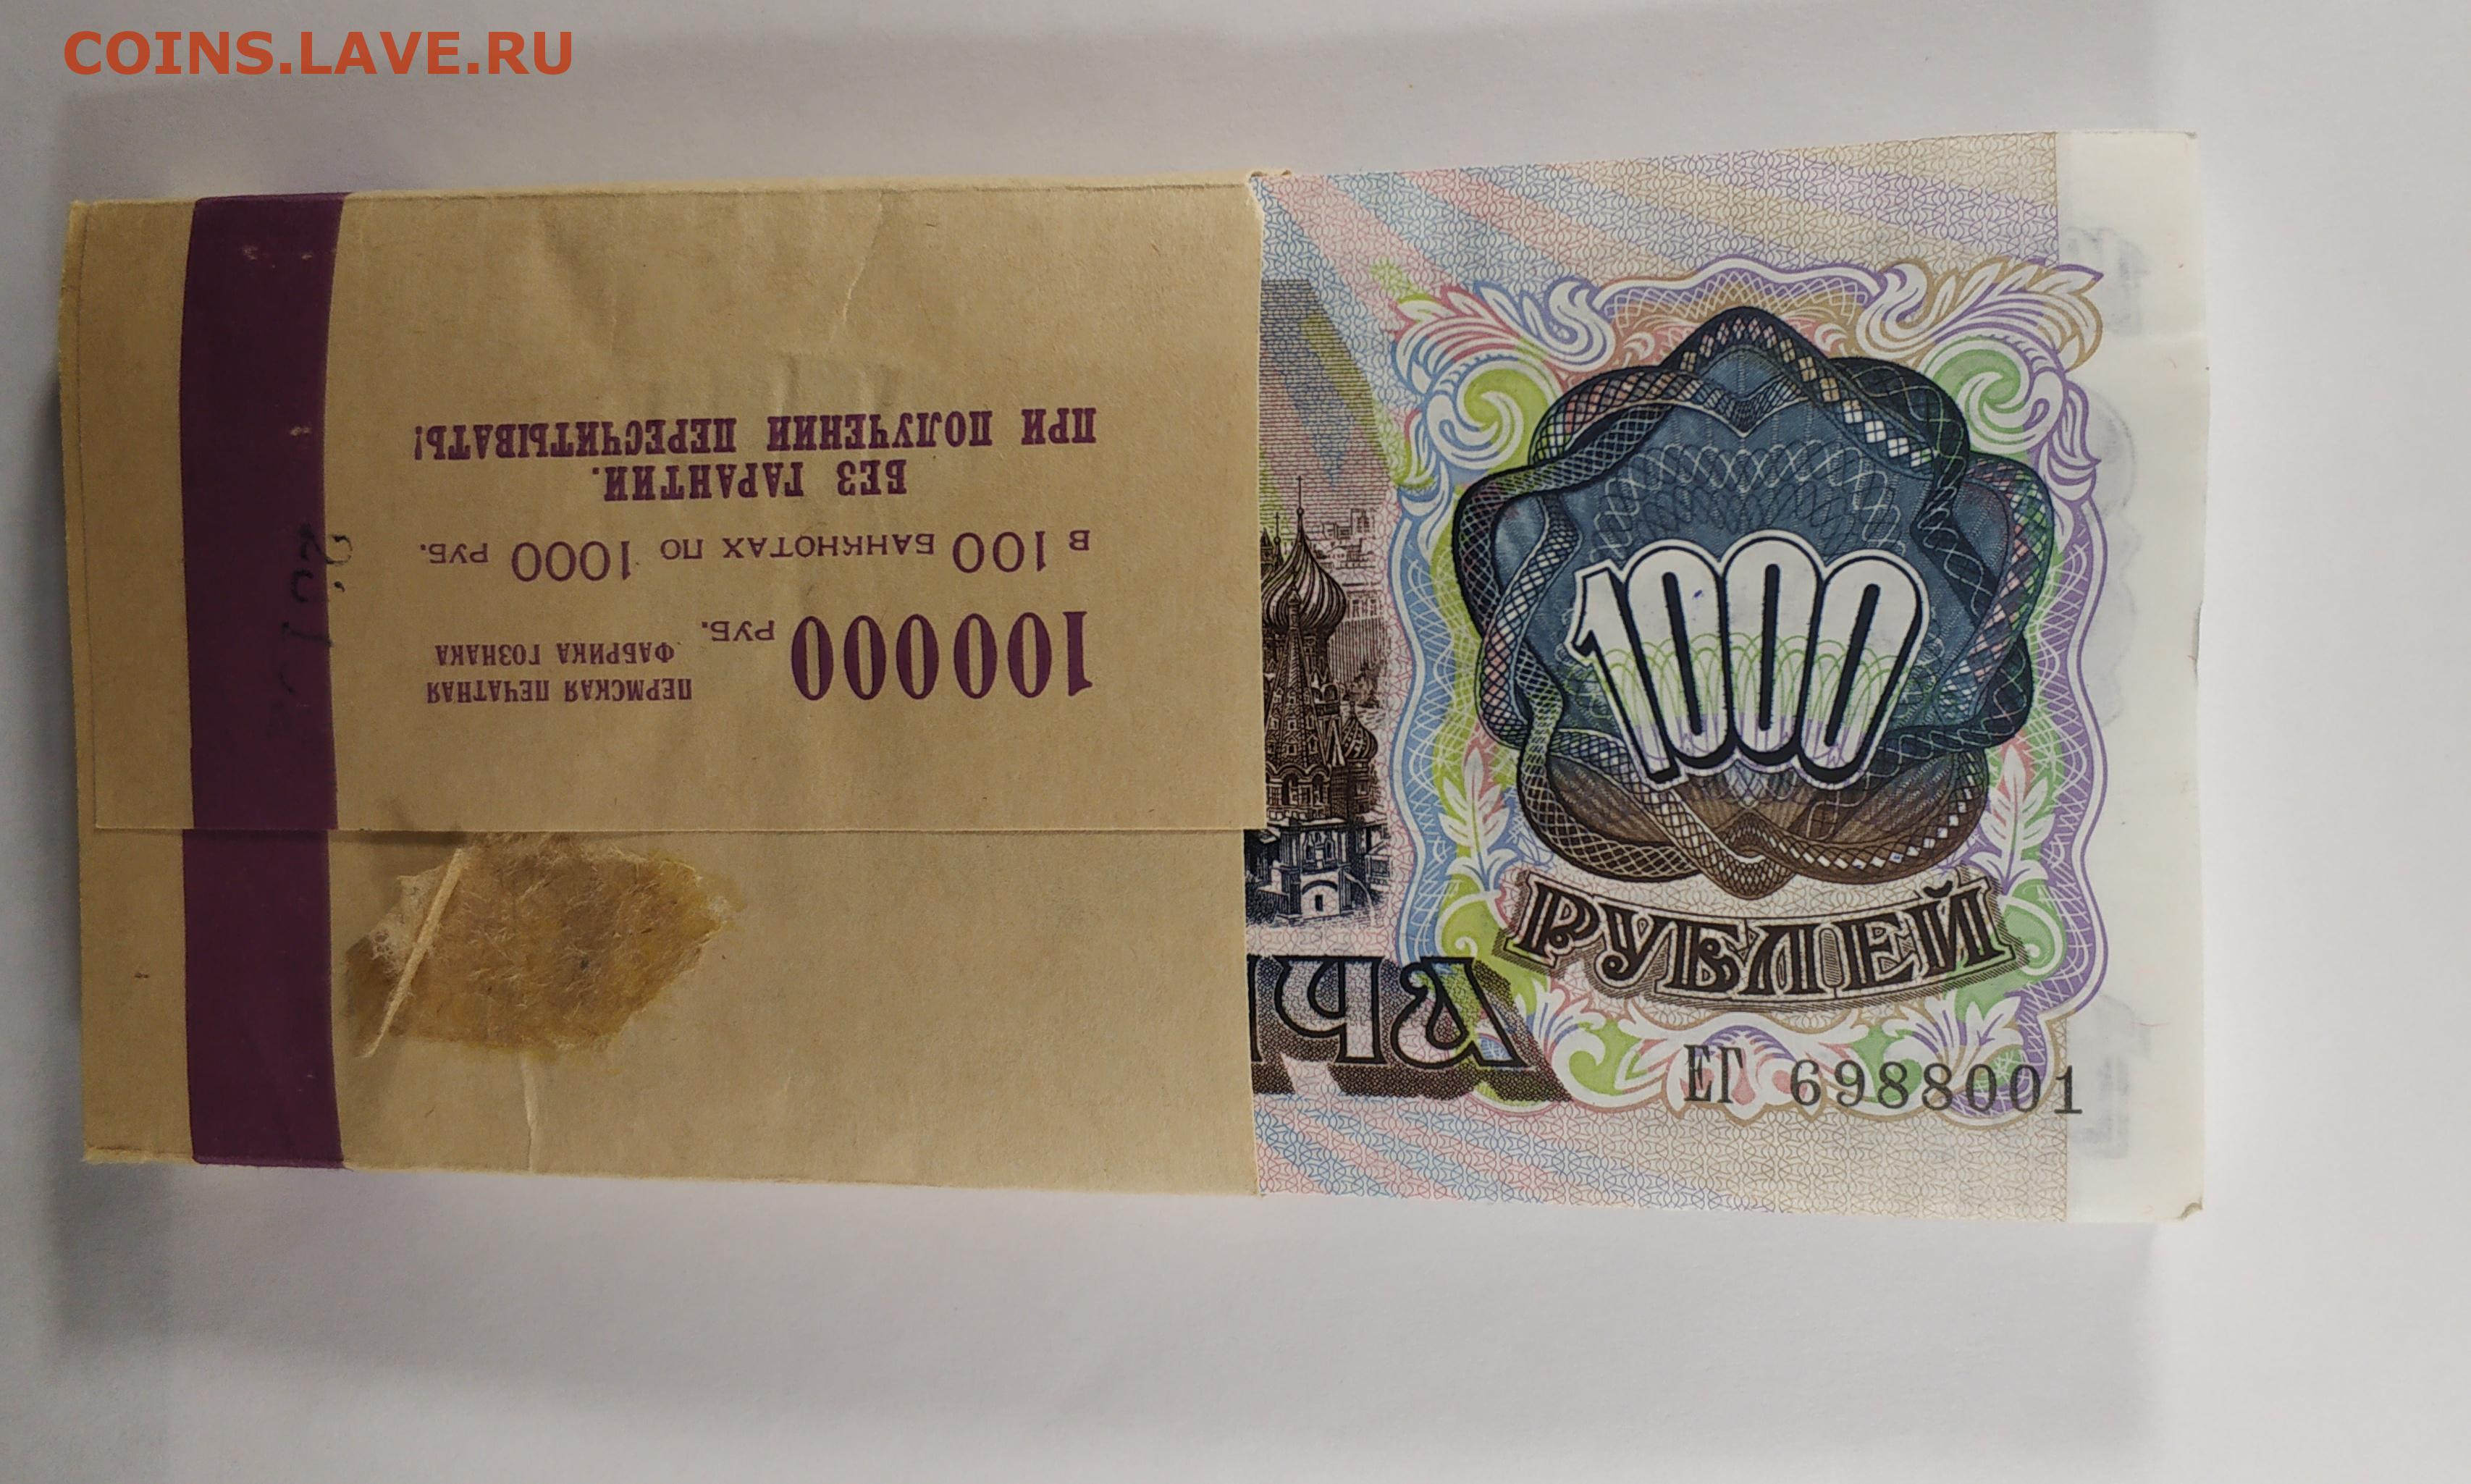 COINS.LAVE.RU
100000 РУБ.
ПЕРМСКАЯ ПЕЧАТНАЯ
ФАБРИКА ГОЗНАКА
В 100 БАНКНОТАХ ПО 1000 РУБ.
БЕЗ ГАРАНТИИ.
ПРИ ПОЛУЧЕНИИ ПЕРЕСЧИТЫВАТЬ!
1000
РУБЛЕЙ
ЯЧА
ЕГ 6988001